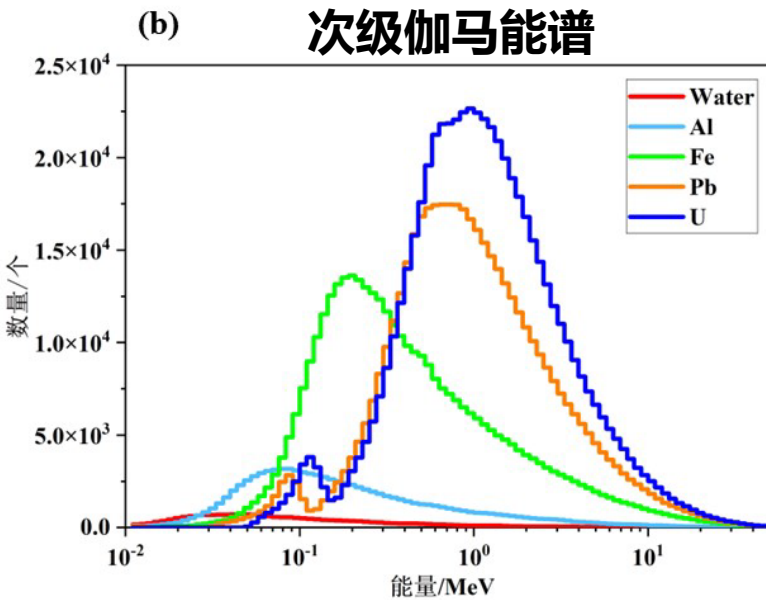 (b) 次级伽马能谱
2.5×10⁴
2.0×10⁴
1.5×10⁴
1.0×10⁴
5.0×10³
0.0
数量/个
Water
Al
Fe
Pb
U
10⁻² 10⁻¹ 10⁰ 10¹
能量/MeV